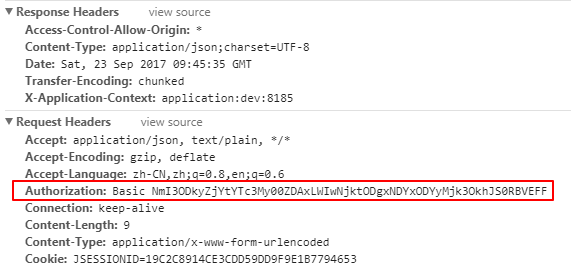 Response Headers view source
Access-Control-Allow-Origin: *
Content-Type: application/json;charset=UTF-8
Date: Sat, 23 Sep 2017 09:45:35 GMT
Transfer-Encoding: chunked
X-Application-Context: application:dev:8185
Request Headers view source
Accept: application/json, text/plain, */*
Accept-Encoding: gzip, deflate
Accept-Language: zh-CN,zh;q=0.8,en;q=0.6
Authorization: Basic NmI3ODkyZjYtYTc3My00ZDAxLWIwNjktODgxNDYxODYyMjk3OkhJS0RBVEFF
Connection: keep-alive
Content-Length: 9
Content-Type: application/x-www-form-urlencoded
Cookie: JSESSIONID=19C2C8914CE3CDD59DD9F9E1B7794653